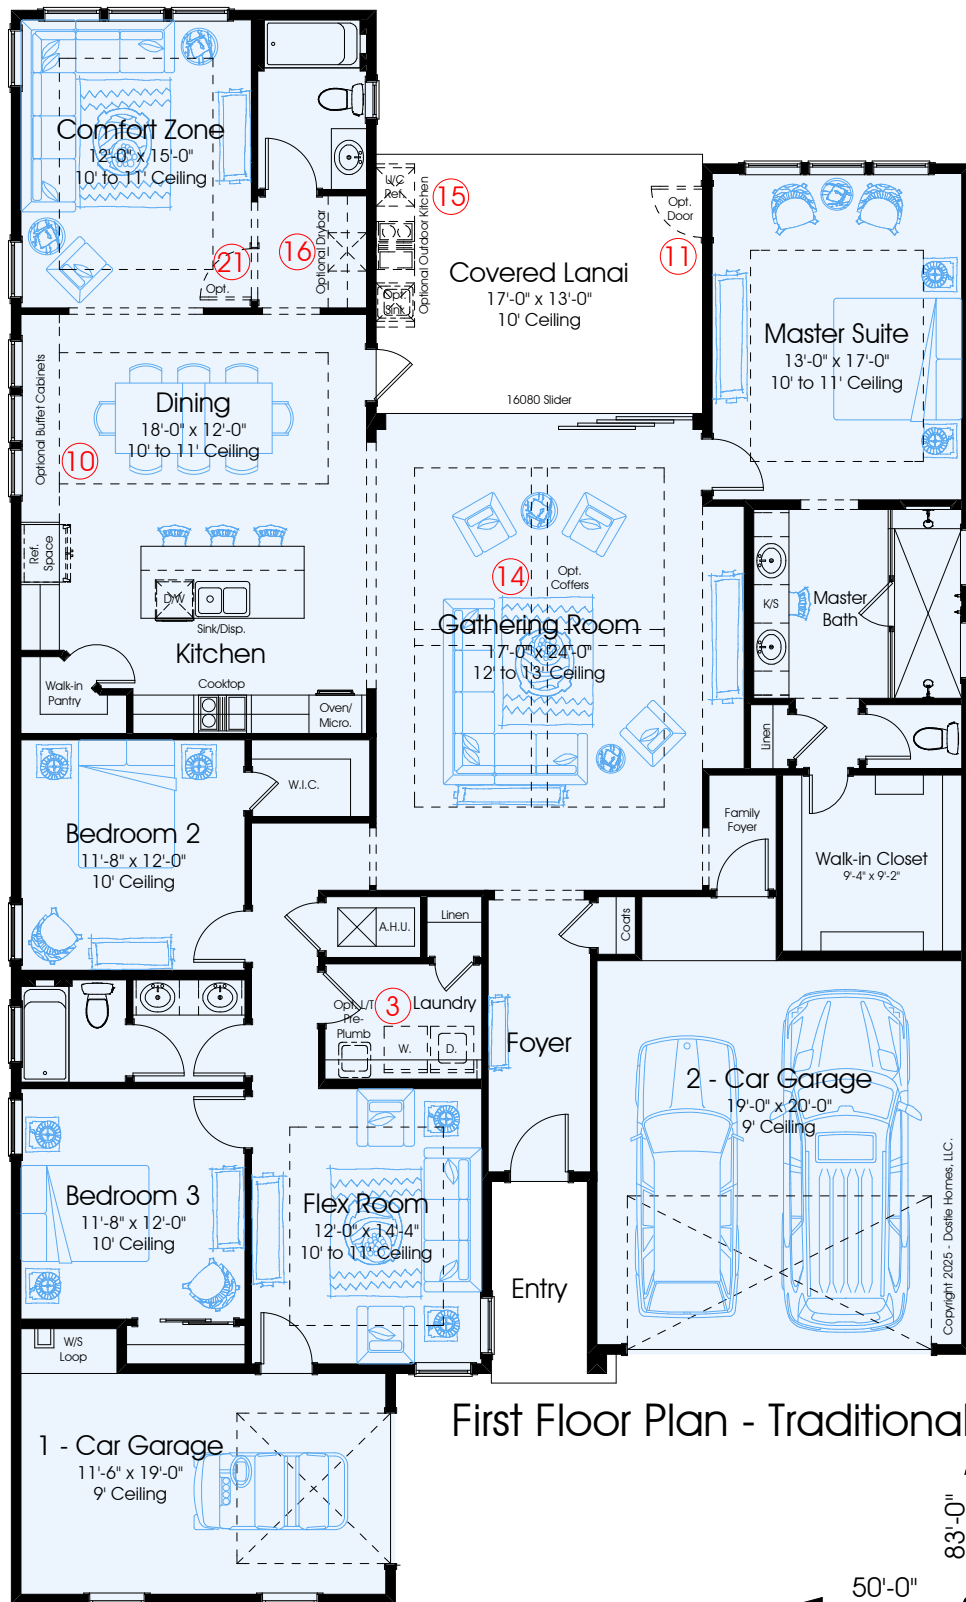 Comfort Zone
12'-0" x 15'-0"
10' to 11' Ceiling
21
Opt.
16
Optional Drybar
U/C
Ref.
Optional Outdoor Kitchen
15
Opt.
Sink
Opt.
Door
11
Covered Lanai
17'-0" x 13'-0"
10' Ceiling
16080 Slider
Master Suite
13'-0" x 17'-0"
10' to 11' Ceiling
Optional Buffet Cabinets
10
Dining
18'-0" x 12'-0"
10' to 11' Ceiling
Ref.
Space
D/W
Sink/Disp.
Kitchen
Cooktop
Walk-in
Pantry
Oven/
Micro.
14
Opt.
Coffers
Gathering Room
17'-0" x 24'-0"
12' to 13' Ceiling
K/S
Master
Bath
Linen
W.I.C.
Bedroom 2
11'-8" x 12'-0"
10' Ceiling
Family
Foyer
Walk-in Closet
9'-4" x 9'-2"
A.H.U.
Linen
Coats
Opt. L/T
Pre-
Plumb
3
Laundry
W.
D.
Foyer
2 - Car Garage
19'-0" x 20'-0"
9' Ceiling
Bedroom 3
11'-8" x 12'-0"
10' Ceiling
Flex Room
12'-0" x 14'-4"
10' to 11' Ceiling
Entry
Copyright 2025 - Dostie Homes, LLC.
W/S
Loop
1 - Car Garage
11'-6" x 19'-0"
9' Ceiling
First Floor Plan - Traditional
83'-0"
50'-0"